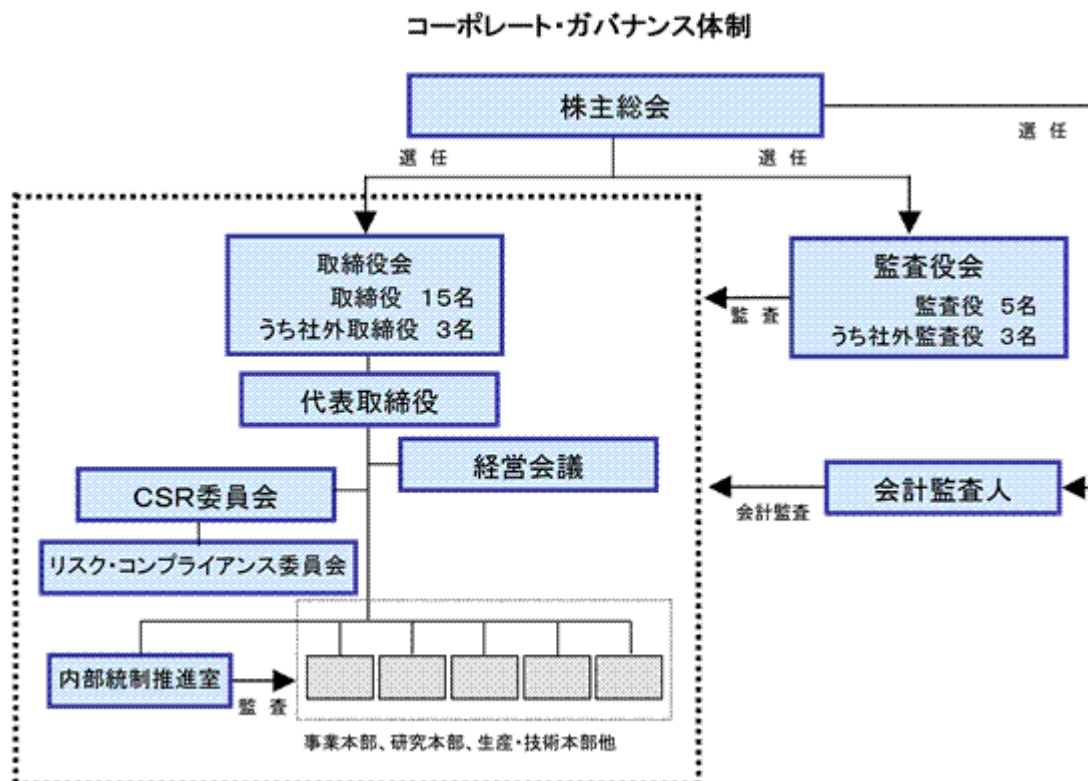 コーポレート・ガバナンス体制
株主総会
選 任
選 任
選 任
取締役会
取締役 15名
うち社外取締役 3名
監査役会
監査役 5名
うち社外監査役 3名
監 査
代表取締役
経営会議
CSR委員会
会計監査人
会計監査
リスク・コンプライアンス委員会
内部統制推進室
監 査
事業本部、研究本部、生産・技術本部他